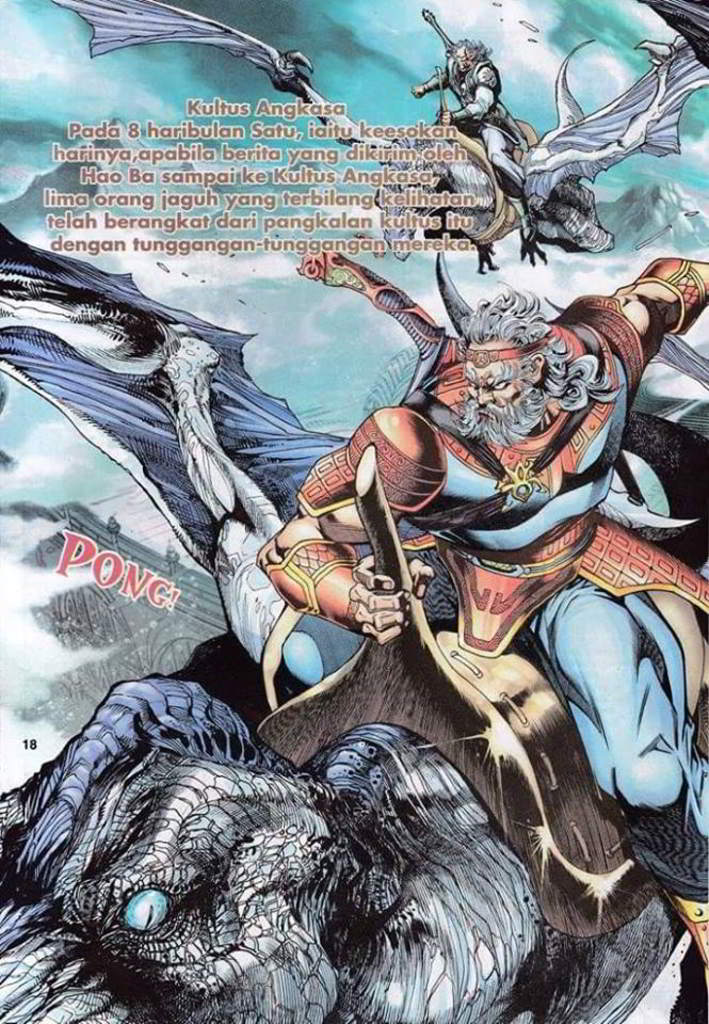 Kultus Angkasa
Pada 8 haribulan Satu, iaitu keesokan
harinya,apabila berita yang dikirim oleh
Hao Ba sampai ke Kultus Angkasa,
lima orang jaguh yang terbilang kelihatan
telah berangkat dari pangkalan kultus itu
dengan tunggangan-tunggangan mereka.
PONG!
18